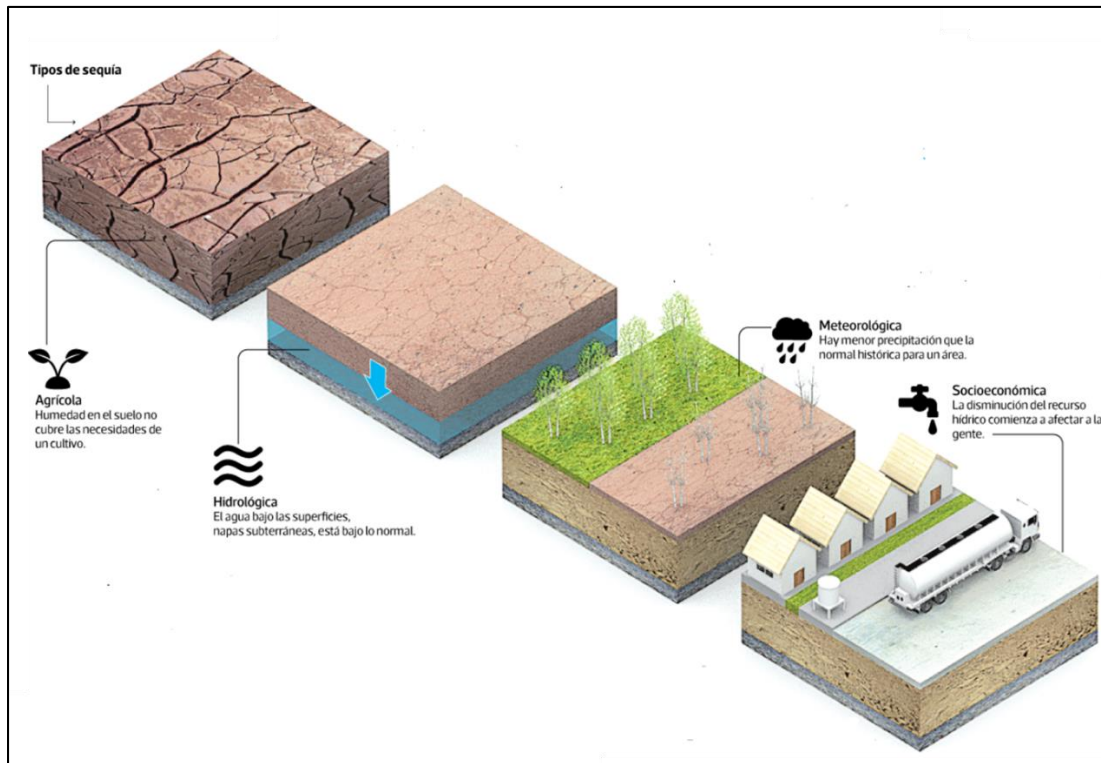 Tipos de sequía
Agrícola
Humedad en el suelo no
cubre las necesidades de
un cultivo.
Hidrológica
El agua bajo las superficies,
napas subterráneas, está bajo lo normal.
Meteorológica
Hay menor precipitación que la
normal histórica para un área.
Socioeconómica
La disminución del recurso
hídrico comienza a afectar a la
gente.